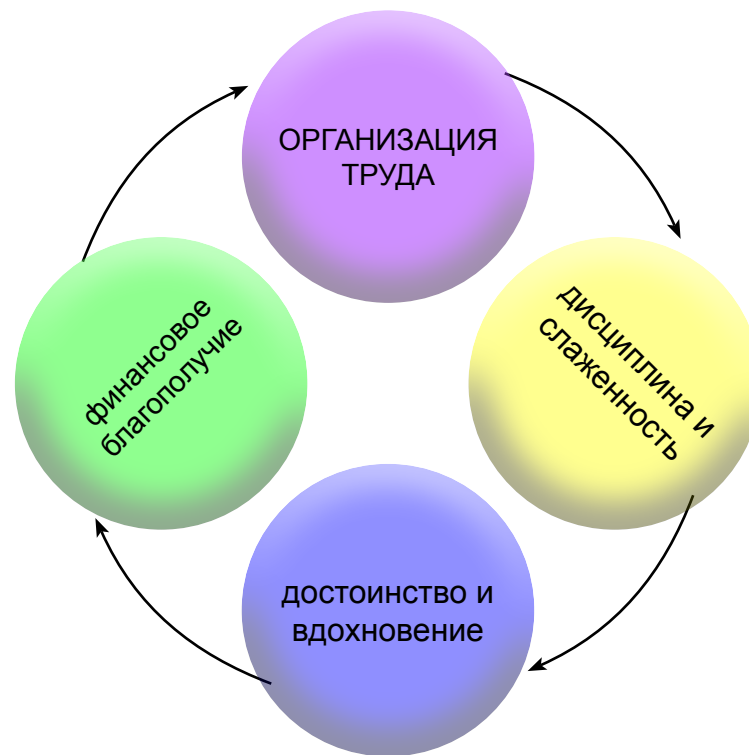 ОРГАНИЗАЦИЯ
ТРУДА
дисциплина и
слаженность
достоинство и
вдохновение
финансовое
благополучие